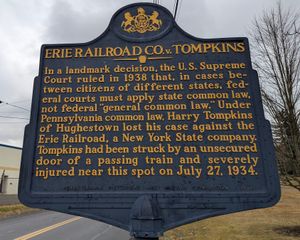 ERIE RAILROAD CO. v. TOMPKINS
In a landmark decision, the U.S. Supreme
Court ruled in 1938 that, in cases be-
tween citizens of different states, fed-
eral courts must apply state common law,
not federal "general common law." Under
Pennsylvania common law, Harry Tompkins
of Hughestown lost his case against the
Erie Railroad, a New York State company.
Tompkins had been struck by an unsecured
door of a passing train and severely
injured near this spot on July 27, 1934.